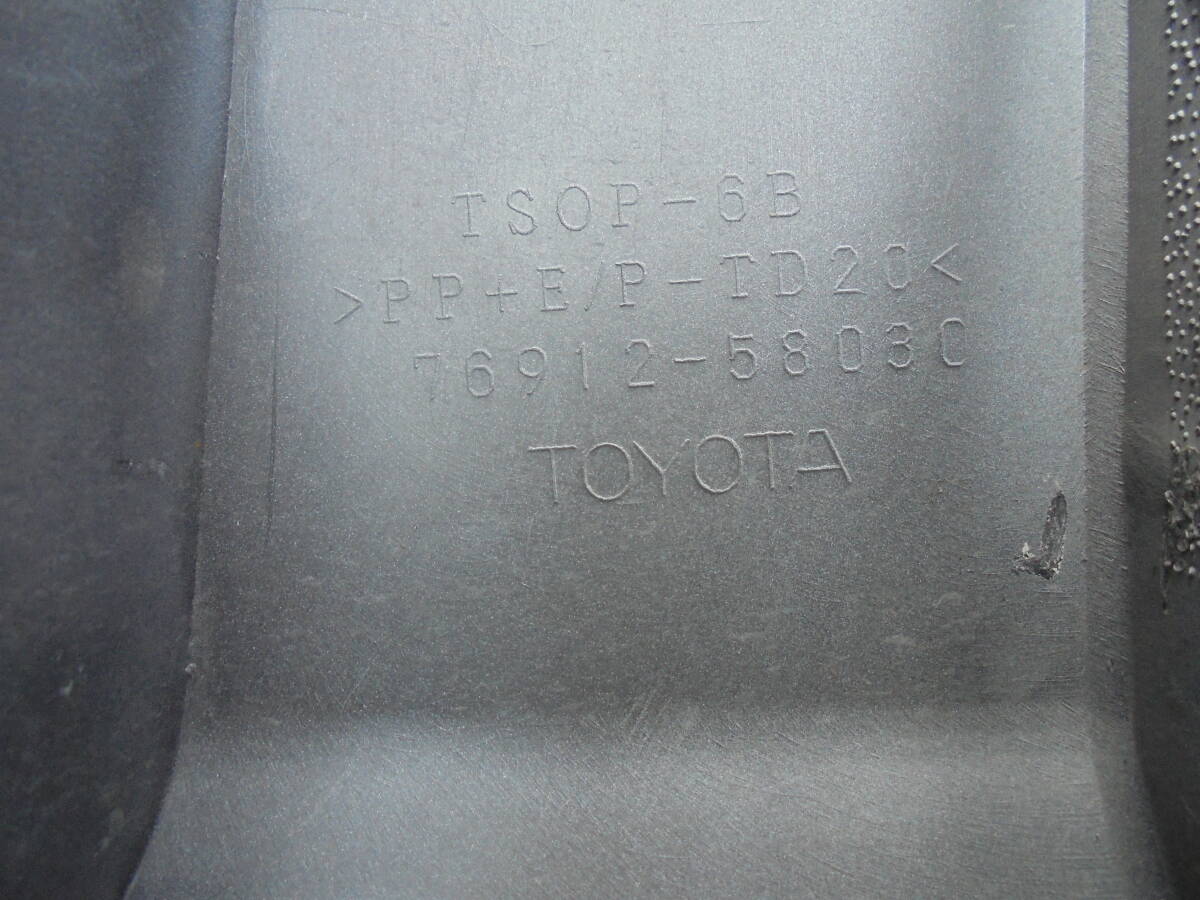 TSOP-6B
>PP+E/P-TD20<
76912-58030
TOYOTA